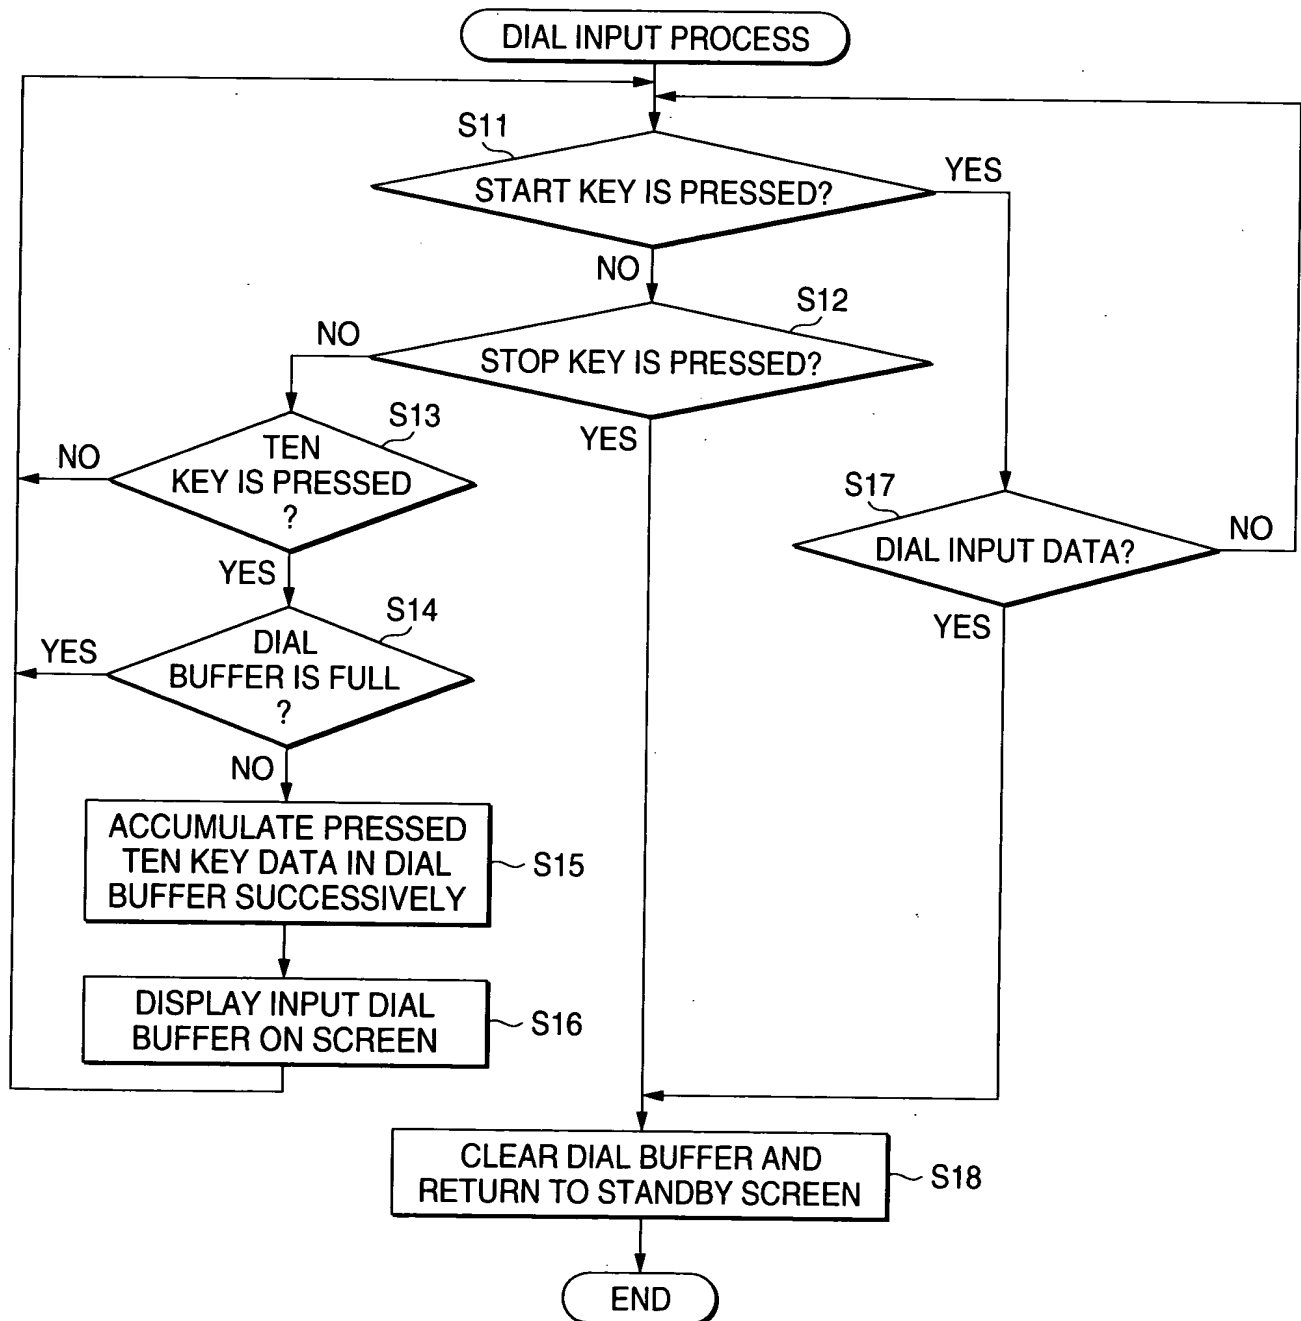 DIAL INPUT PROCESS
S11
START KEY IS PRESSED?
YES
NO
S12
NO
STOP KEY IS PRESSED?
YES
S13
TEN
KEY IS PRESSED
?
NO
YES
S17
DIAL INPUT DATA?
NO
YES
S14
DIAL
BUFFER IS FULL
?
YES
NO
ACCUMULATE PRESSED
TEN KEY DATA IN DIAL
BUFFER SUCCESSIVELY
S15
DISPLAY INPUT DIAL
BUFFER ON SCREEN
S16
CLEAR DIAL BUFFER AND
RETURN TO STANDBY SCREEN
S18
END